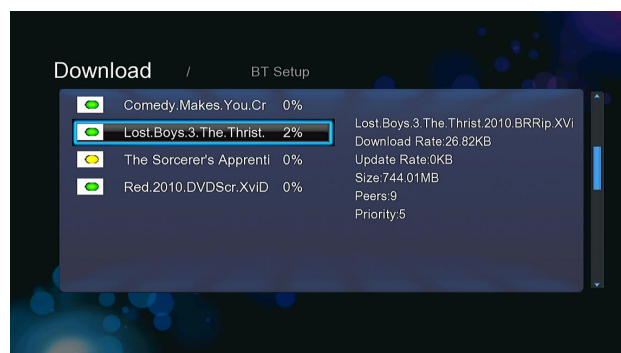 Download / BT Setup
Comedy.Makes.You.Cr 0%
Lost.Boys.3.The.Thrist. 2%
The Sorcerer's Apprenti 0%
Red.2010.DVDScr.XviD 0%
Lost.Boys.3.The.Thrist.2010.BRRip.XVi
Download Rate:26.82KB
Update Rate:0KB
Size:744.01MB
Peers:9
Priority:5